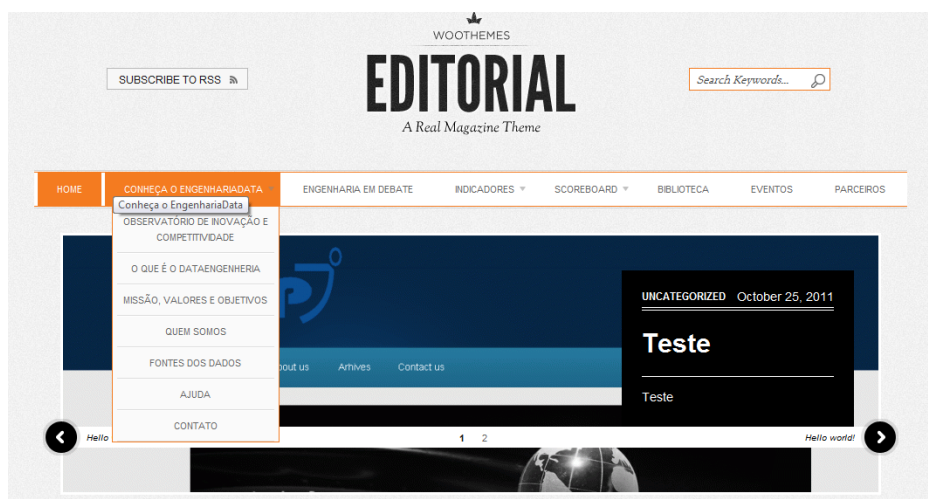 WOOTHEMES
EDITORIAL
A Real Magazine Theme
SUBSCRIBE TO RSS
Search Keywords...
HOME
CONHEÇA O ENGENHARIADATA
ENGENHARIA EM DEBATE
INDICADORES
SCOREBOARD
BIBLIOTECA
EVENTOS
PARCEIROS
Conheça o EngenhariaData
OBSERVATÓRIO DE INOVAÇÃO E
COMPETITIVIDADE
O QUE É O DATAENGENHERIA
MISSÃO, VALORES E OBJETIVOS
QUEM SOMOS
FONTES DOS DADOS
AJUDA
CONTATO
out us
Arhives
Contact us
UNCATEGORIZED October 25, 2011
Teste
Teste
Hello
1 2
Hello world!